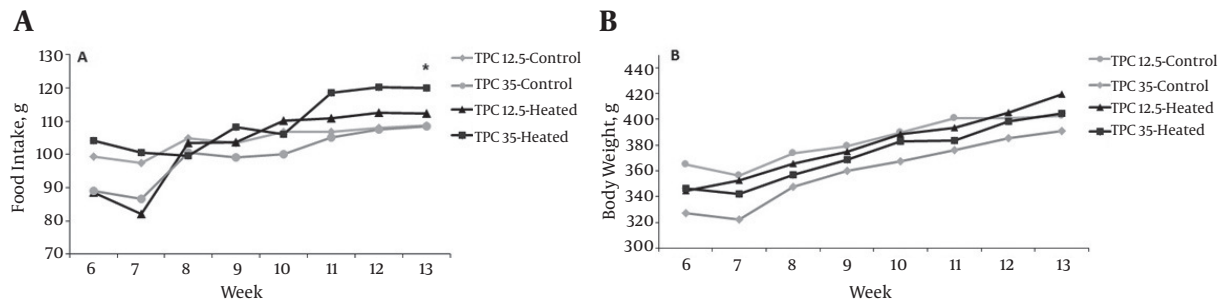 A
Food Intake, g
130
120
110
100
90
80
70
A
*
6 7 8 9 10 11 12 13
Week
TPC 12.5-Control
TPC 35-Control
TPC 12.5-Heated
TPC 35-Heated
B
Body Weight, g
440
420
400
380
360
340
320
300
B
6 7 8 9 10 11 12 13
Week
TPC 12.5-Control
TPC 35-Control
TPC 12.5-Heated
TPC 35-Heated